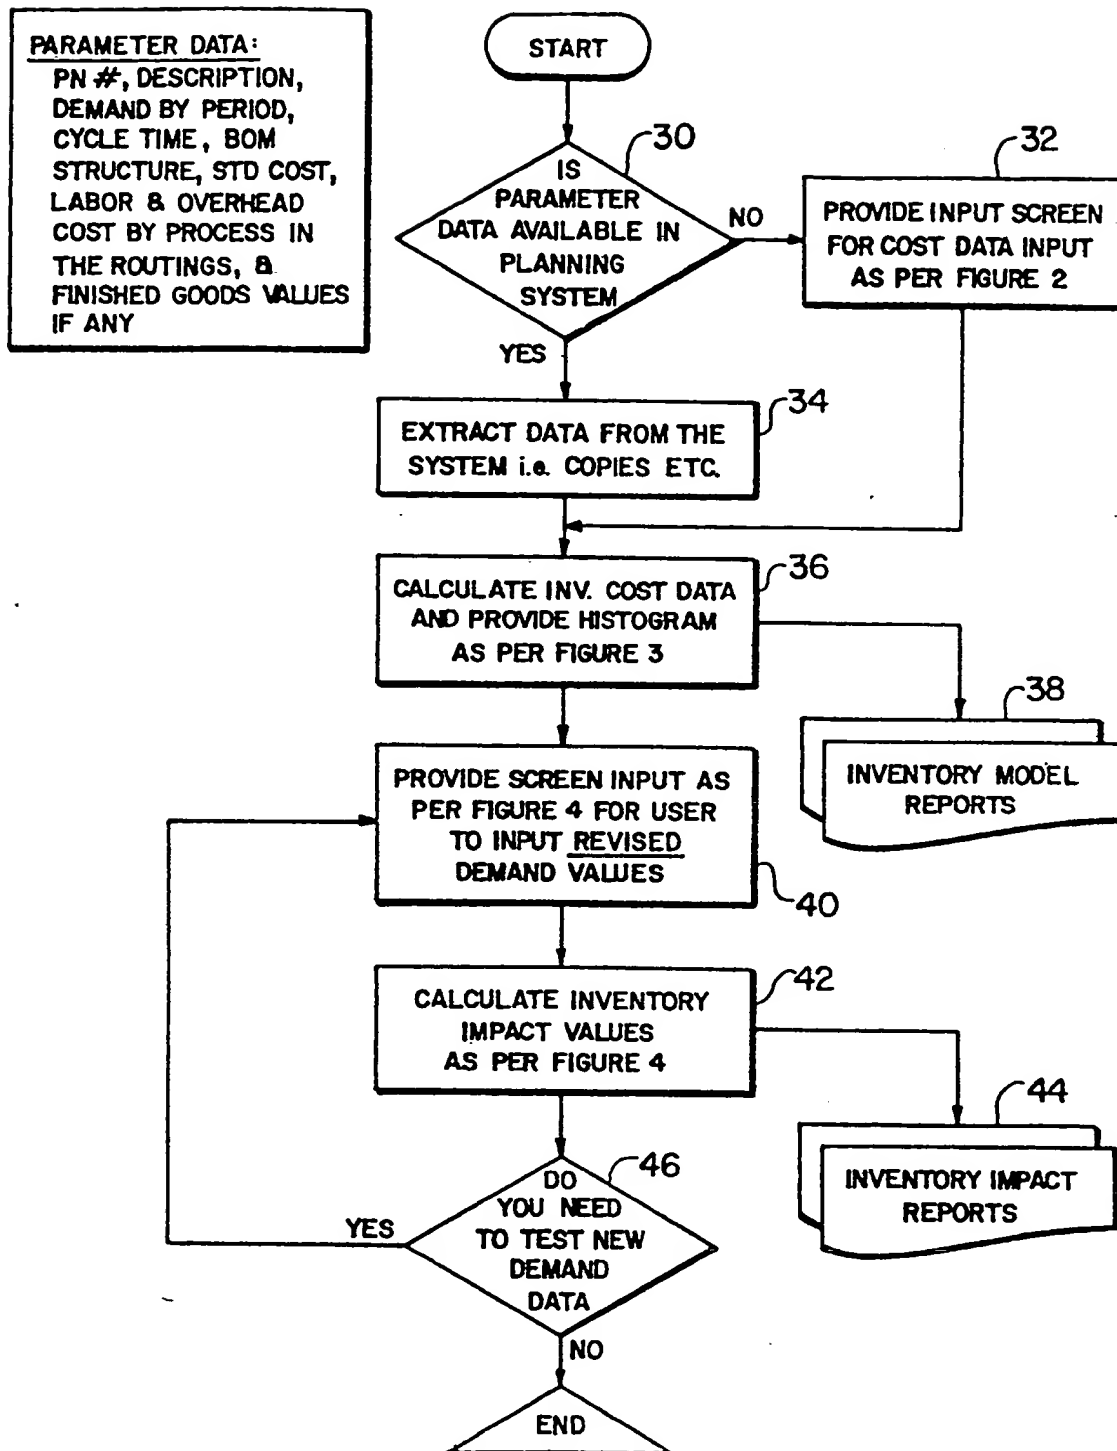 PARAMETER DATA:
PN #, DESCRIPTION,
DEMAND BY PERIOD,
CYCLE TIME, BOM
STRUCTURE, STD COST,
LABOR & OVERHEAD
COST BY PROCESS IN
THE ROUTINGS, &
FINISHED GOODS VALUES
IF ANY
START
30
IS
PARAMETER
DATA AVAILABLE IN
PLANNING
SYSTEM
NO
YES
32
PROVIDE INPUT SCREEN
FOR COST DATA INPUT
AS PER FIGURE 2
34
EXTRACT DATA FROM THE
SYSTEM i.e. COPIES ETC.
36
CALCULATE INV. COST DATA
AND PROVIDE HISTOGRAM
AS PER FIGURE 3
38
INVENTORY MODEL
REPORTS
PROVIDE SCREEN INPUT AS
PER FIGURE 4 FOR USER
TO INPUT REVISED
DEMAND VALUES
40
42
CALCULATE INVENTORY
IMPACT VALUES
AS PER FIGURE 4
44
INVENTORY IMPACT
REPORTS
46
DO
YOU NEED
TO TEST NEW
DEMAND
DATA
YES
NO
END